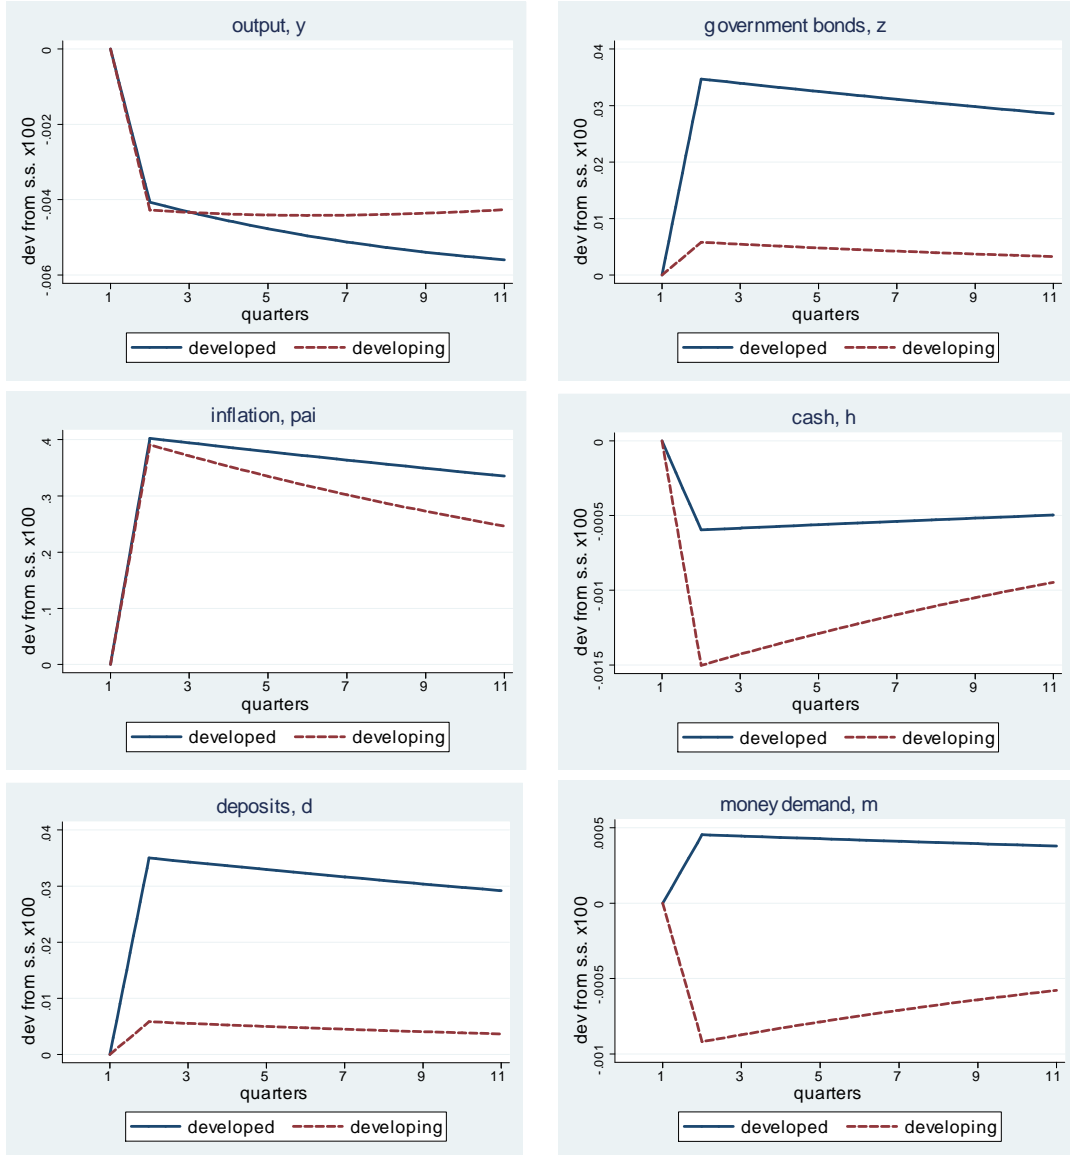 output, y
dev from s.s. x100
0
-.002
-.004
-.006
1 3 5 7 9 11
quarters
developed developing
government bonds, z
dev from s.s. x100
.04
.03
.02
.01
0
1 3 5 7 9 11
quarters
developed developing
inflation, pai
dev from s.s. x100
.4
.3
.2
.1
0
1 3 5 7 9 11
quarters
developed developing
cash, h
dev from s.s. x100
0
-.0005
-.001
-.0015
1 3 5 7 9 11
quarters
developed developing
deposits, d
dev from s.s. x100
.04
.03
.02
.01
0
1 3 5 7 9 11
quarters
developed developing
money demand, m
dev from s.s. x100
.0005
0
-.0005
-.001
1 3 5 7 9 11
quarters
developed developing